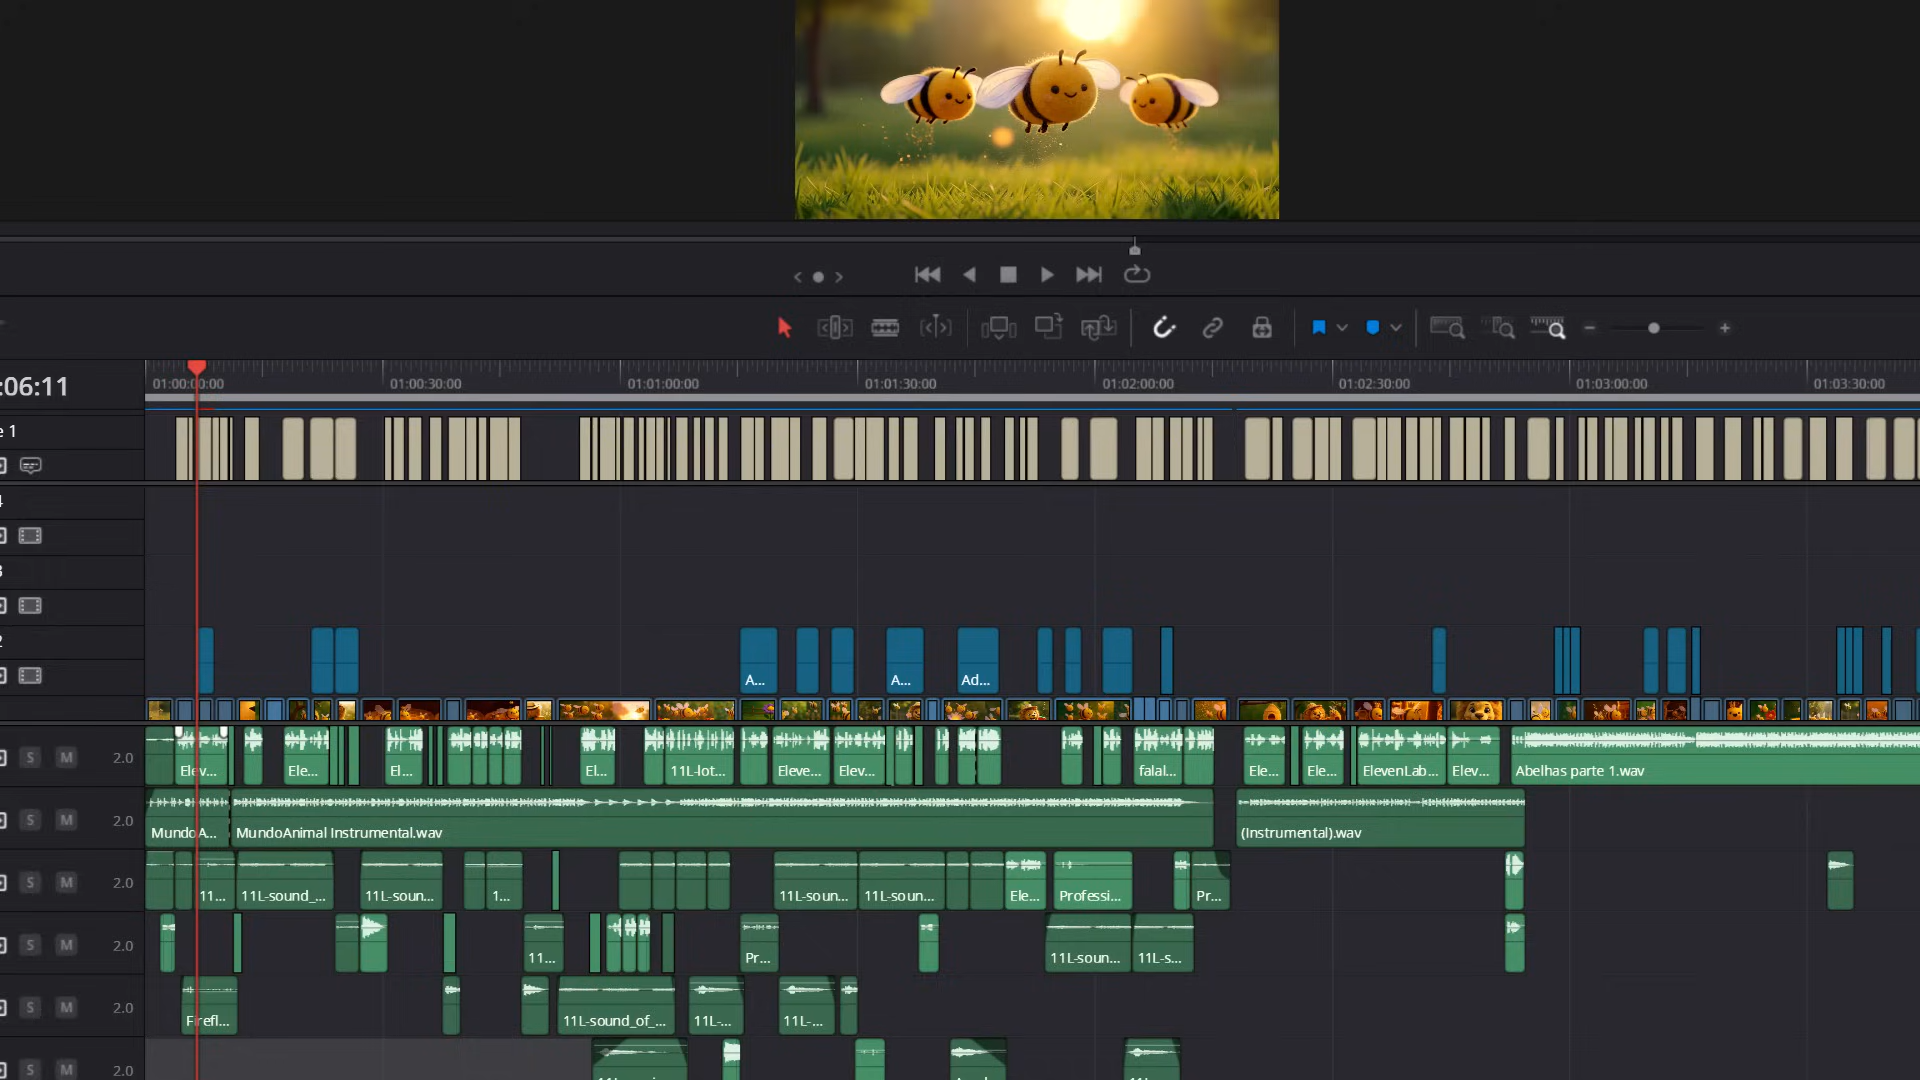 :06:11
01:00:00:00
01:00:30:00
01:01:00:00
01:01:30:00
01:02:00:00
01:02:30:00
01:03:00:00
01:03:30:00
e 1
4
3
2
A...
A...
Ad...
S M 2.0
Elev...
Ele...
El...
El...
11L-lot...
Eleve...
Elev...
falal...
Ele...
Ele...
ElevenLab...
Elev...
Abelhas parte 1.wav
S M 2.0
MundoA...
MundoAnimal Instrumental.wav
(Instrumental).wav
S M 2.0
11...
11L-sound_...
11L-soun...
1...
11L-soun...
11L-soun...
Ele...
Professi...
Pr...
S M 2.0
11...
Pr...
11L-soun...
11L-s...
S M 2.0
Firefl...
11L-sound_of_...
11L-...
11L-...
S M 2.0